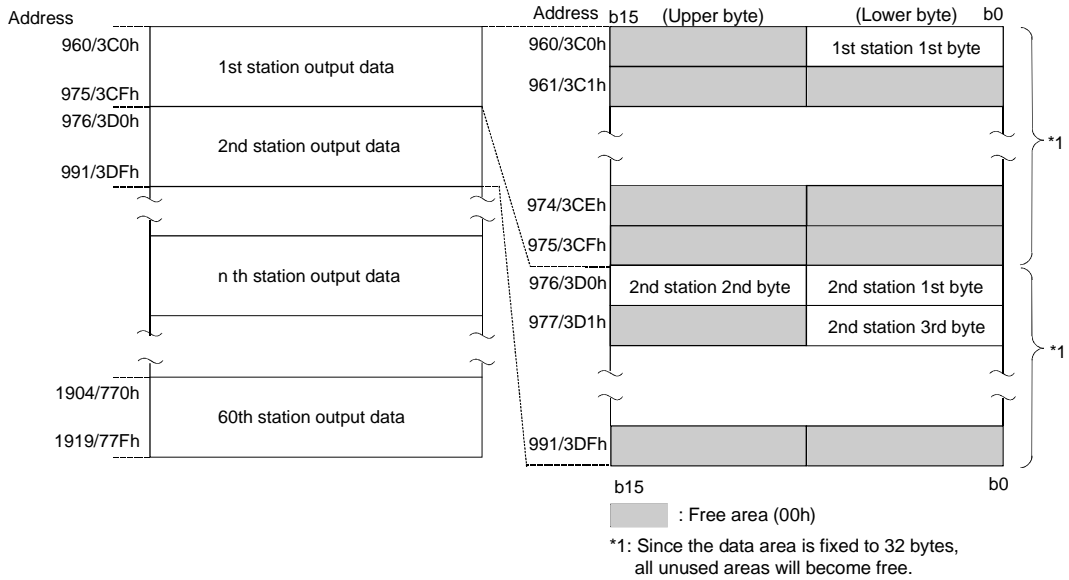 Address
960/3C0h
1st station output data
975/3CFh
976/3D0h
2nd station output data
991/3DFh
n th station output data
1904/770h
60th station output data
1919/77Fh
Address b15 (Upper byte) (Lower byte) b0
960/3C0h 1st station 1st byte
961/3C1h
*1
974/3CEh
975/3CFh
976/3D0h 2nd station 2nd byte 2nd station 1st byte
977/3D1h 2nd station 3rd byte
*1
991/3DFh
b15 b0
: Free area (00h)
*1: Since the data area is fixed to 32 bytes,
all unused areas will become free.